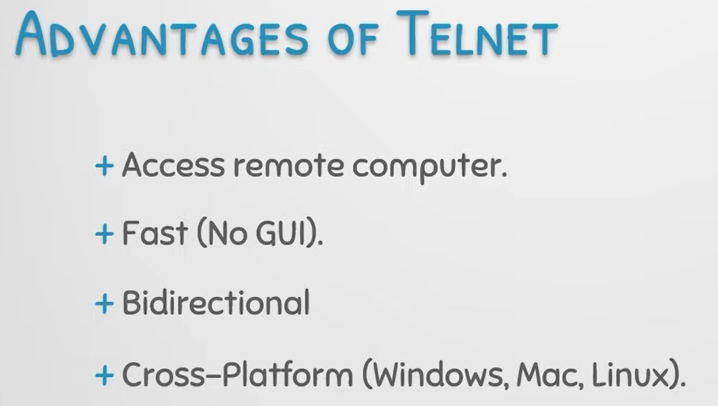 Advantages of Telnet
+ Access remote computer.
+ Fast (No GUI).
+ Bidirectional
+ Cross-Platform (Windows, Mac, Linux).